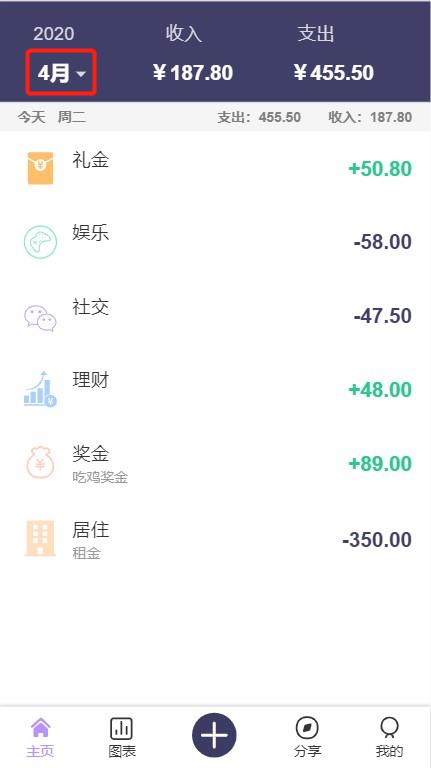 2020 收入 支出
4月 ¥187.80 ¥455.50
今天 周二 支出：455.50 收入：187.80
礼金 +50.80
娱乐 -58.00
社交 -47.50
理财 +48.00
奖金 +89.00
吃鸡奖金
居住 -350.00
租金
主页 图表 分享 我的